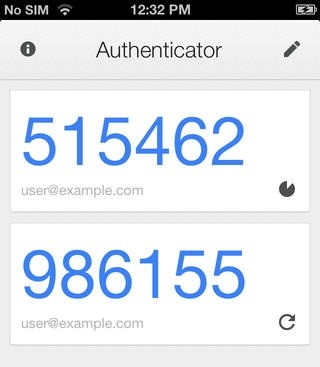 No SIM 12:32 PM
Authenticator
515462
user@example.com
986155
user@example.com